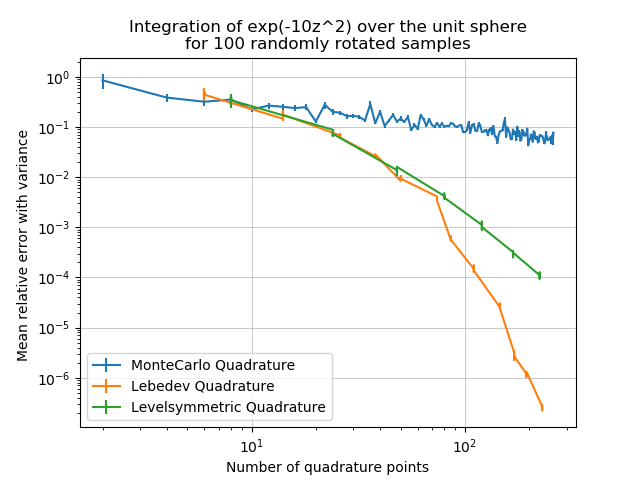 Integration of exp(-10z^2) over the unit sphere
for 100 randomly rotated samples
Mean relative error with variance
10^0
10^−1
10^−2
10^−3
10^−4
10^−5
10^−6
MonteCarlo Quadrature
Lebedev Quadrature
Levelsymmetric Quadrature
10^1
10^2
Number of quadrature points